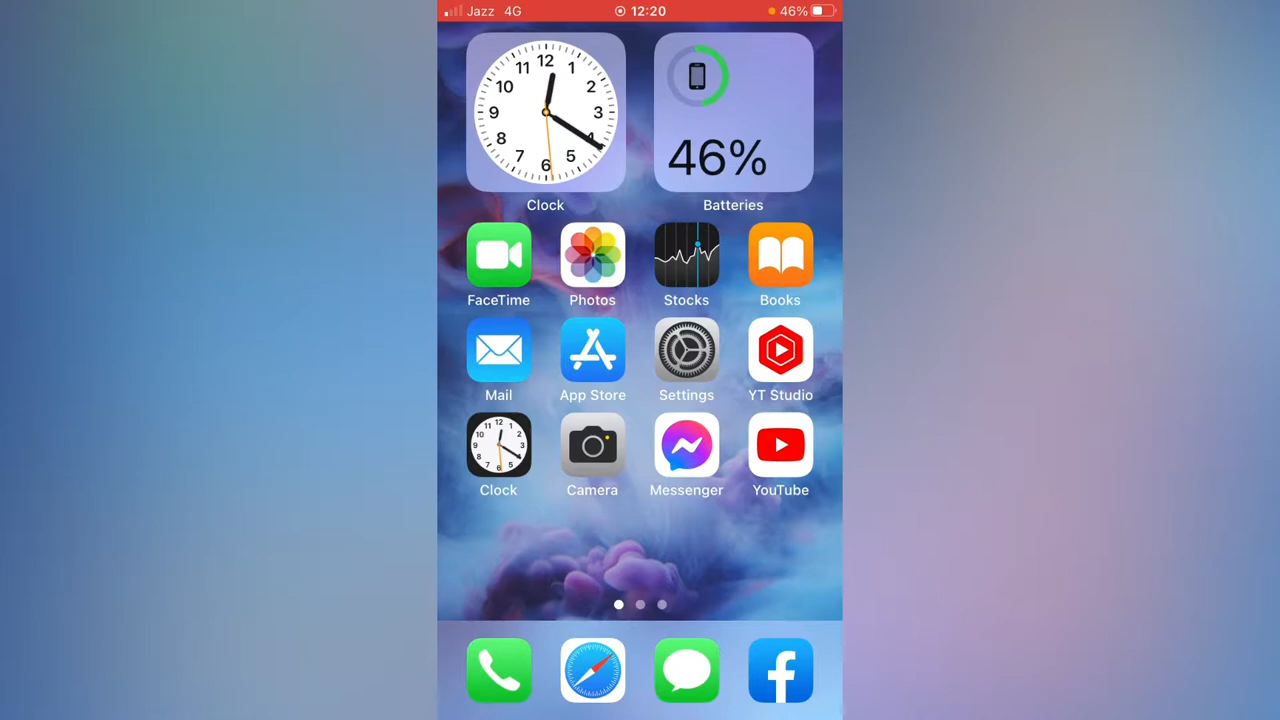 Jazz 4G 12:20 46%
12
11 1
10 2
9 3
8 4
7 5
6
46%
Clock Batteries
FaceTime Photos Stocks Books
Mail App Store Settings YT Studio
Clock Camera Messenger YouTube